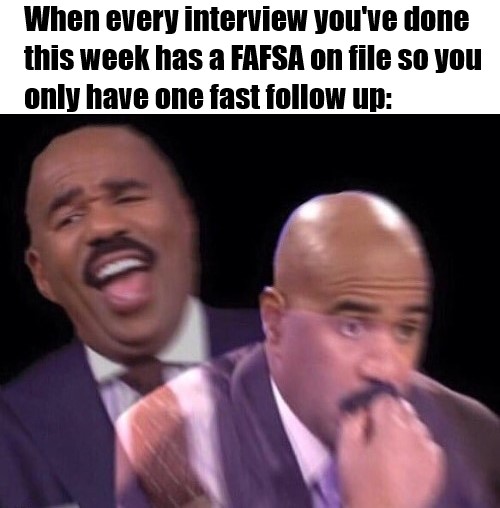 When every interview you've done
this week has a FAFSA on file so you
only have one fast follow up: